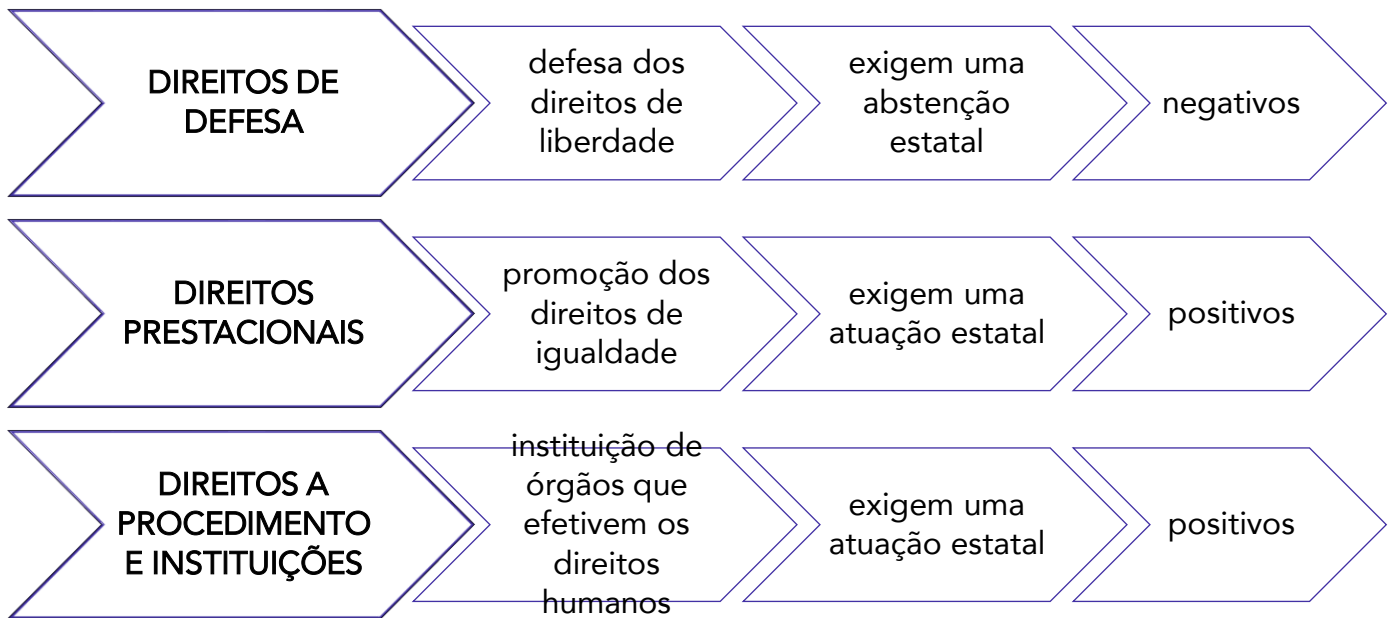 DIREITOS DE
DEFESA
defesa dos
direitos de
liberdade
exigem uma
abstenção
estatal
negativos
DIREITOS
PRESTACIONAIS
promoção dos
direitos de
igualdade
exigem uma
atuação estatal
positivos
DIREITOS A
PROCEDIMENTO
E INSTITUIÇÕES
instituição de
órgãos que
efetivem os
direitos
humanos
exigem uma
atuação estatal
positivos